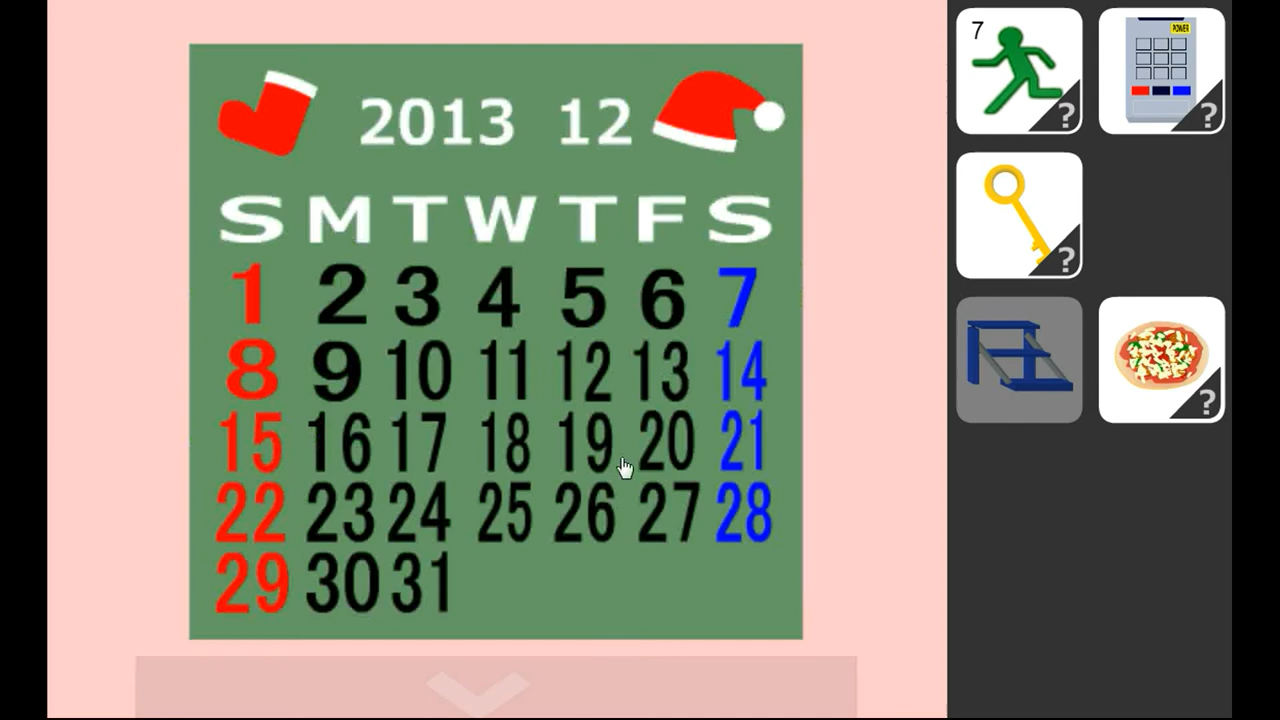 2013 12
S M T W T F S
1 2 3 4 5 6 7
8 9 10 11 12 13 14
15 16 17 18 19 20 21
22 23 24 25 26 27 28
29 30 31
7
?
POWER
?
?
?